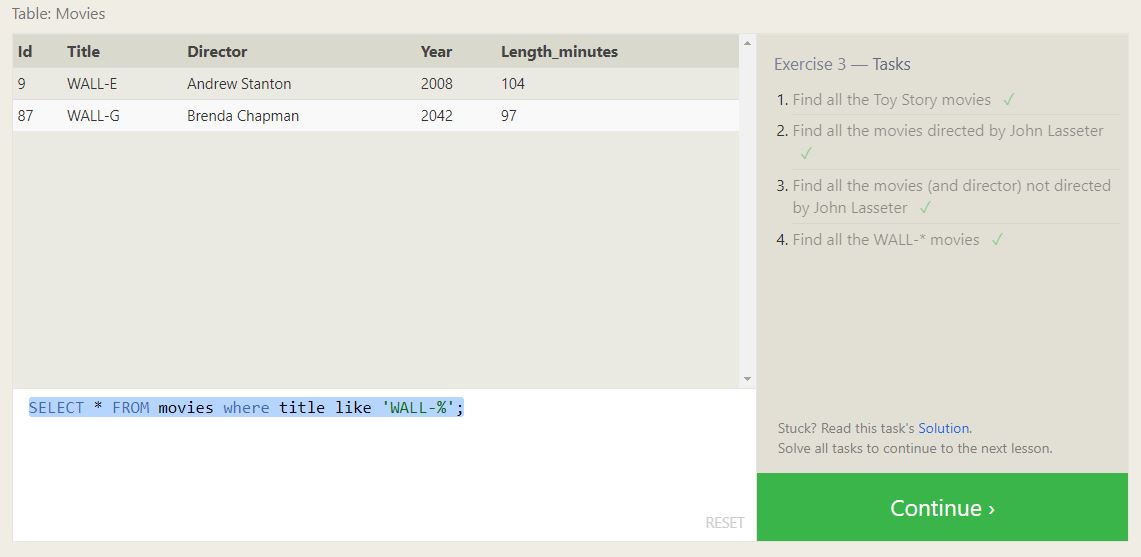 Table: Movies
Id Title Director Year Length_minutes
9 WALL-E Andrew Stanton 2008 104
87 WALL-G Brenda Chapman 2042 97
SELECT * FROM movies where title like 'WALL-%';
RESET
Exercise 3 — Tasks
1. Find all the Toy Story movies ✓
2. Find all the movies directed by John Lasseter
✓
3. Find all the movies (and director) not directed
by John Lasseter ✓
4. Find all the WALL-* movies ✓
Stuck? Read this task's Solution.
Solve all tasks to continue to the next lesson.
Continue ›